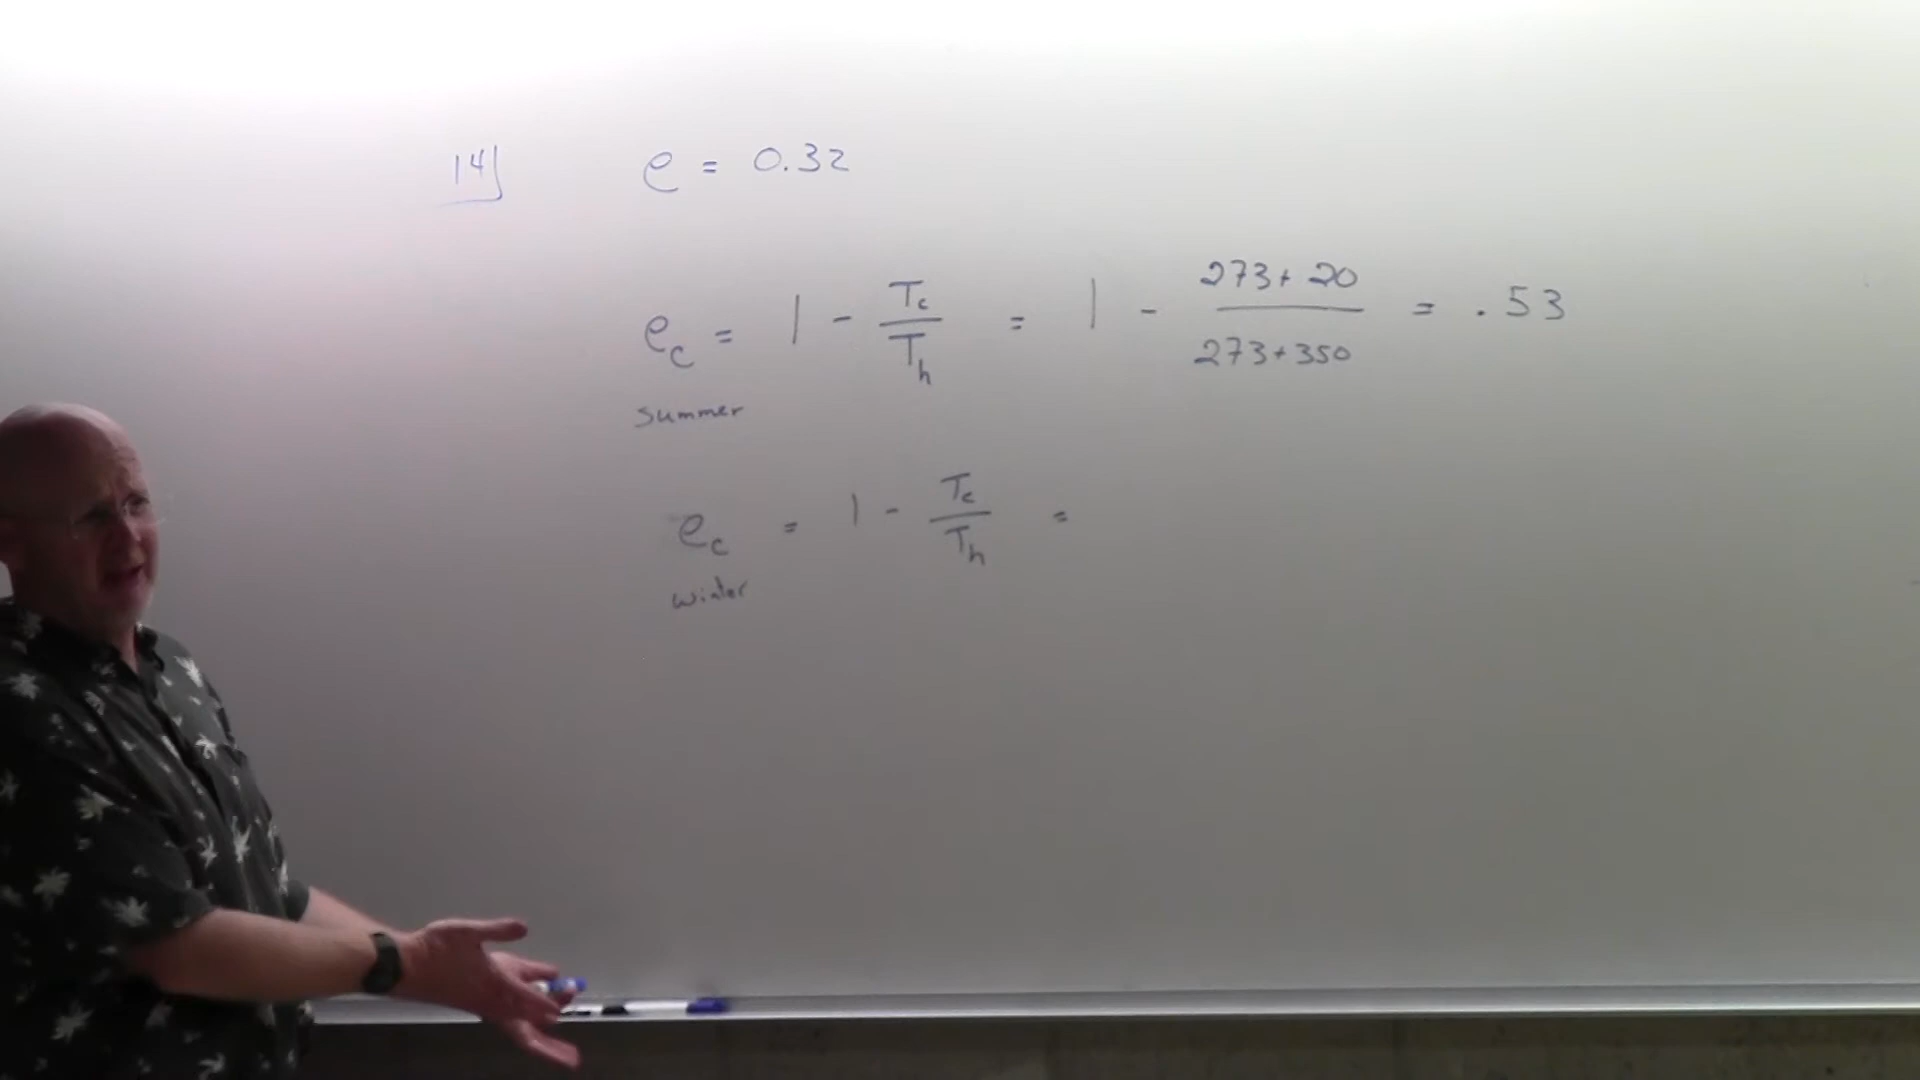 14) e = 0.32
e_c = 1 - T_c / T_h = 1 - (273 + 20) / (273 + 350) = .53
summer
e_c = 1 - T_c / T_h =
winter